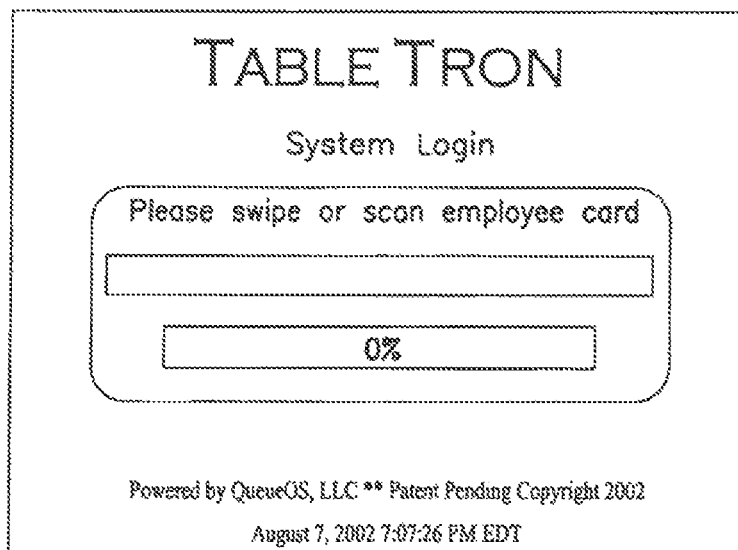 TABLE TRON
System Login
Please swipe or scan employee card
0%
Powered by QueueOS, LLC ** Patent Pending Copyright 2002
August 7, 2002 7:07:26 PM EDT